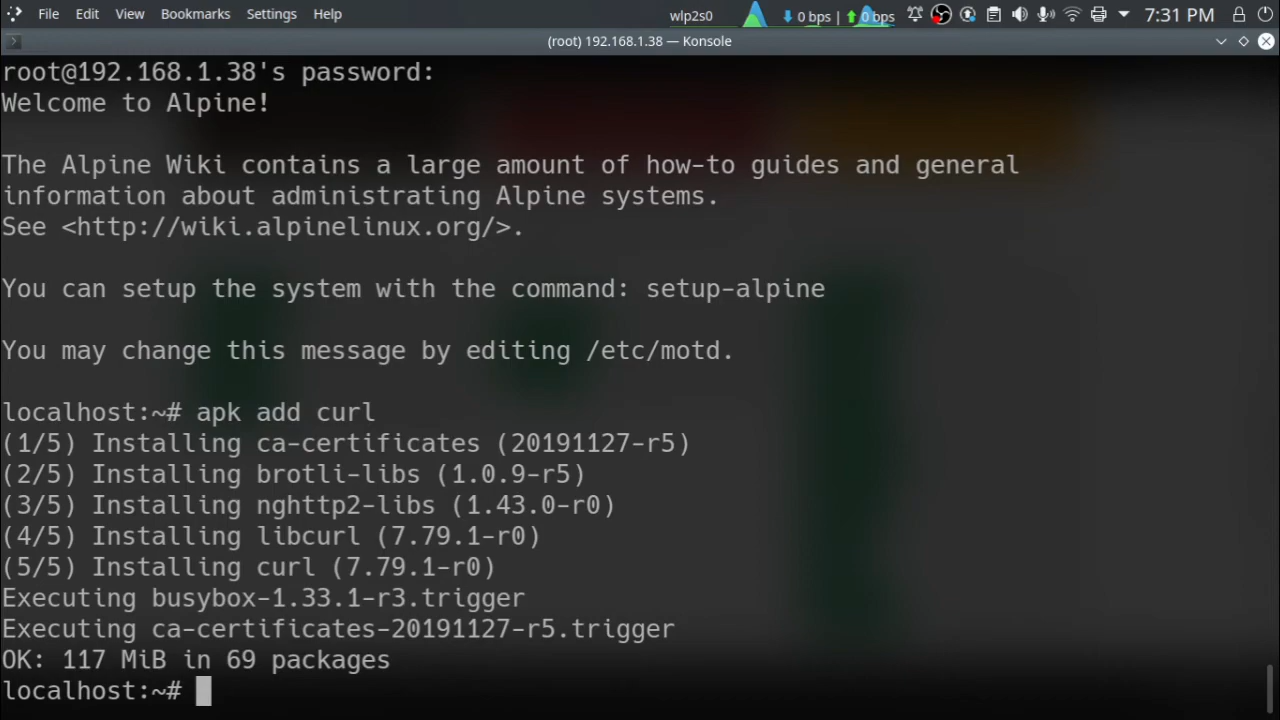 File Edit View Bookmarks Settings Help wlp2s0 0 bps | 0 bps 7:31 PM
(root) 192.168.1.38 — Konsole
root@192.168.1.38's password:
Welcome to Alpine!
The Alpine Wiki contains a large amount of how-to guides and general
information about administrating Alpine systems.
See <http://wiki.alpinelinux.org/>.
You can setup the system with the command: setup-alpine
You may change this message by editing /etc/motd.
localhost:~# apk add curl
(1/5) Installing ca-certificates (20191127-r5)
(2/5) Installing brotli-libs (1.0.9-r5)
(3/5) Installing nghttp2-libs (1.43.0-r0)
(4/5) Installing libcurl (7.79.1-r0)
(5/5) Installing curl (7.79.1-r0)
Executing busybox-1.33.1-r3.trigger
Executing ca-certificates-20191127-r5.trigger
OK: 117 MiB in 69 packages
localhost:~#